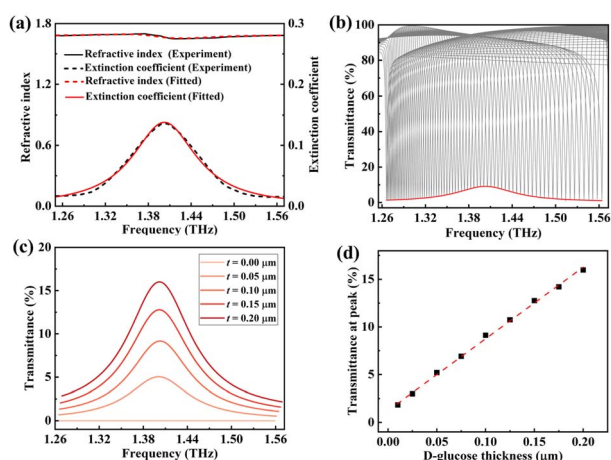 (a)
1.8
1.2
0.6
0.0
0.3
0.2
0.1
0.0
Refractive index
Extinction coefficient
Refractive index (Experiment)
Extinction coefficient (Experiment)
Refractive index (Fitted)
Extinction coefficient (Fitted)
1.26 1.32 1.38 1.44 1.50 1.56
Frequency (THz)
(b)
100
80
60
40
20
0
Transmittance (%)
1.26 1.32 1.38 1.44 1.50 1.56
Frequency (THz)
(c)
20
15
10
5
0
Transmittance (%)
t = 0.00 μm
t = 0.05 μm
t = 0.10 μm
t = 0.15 μm
t = 0.20 μm
1.26 1.32 1.38 1.44 1.50 1.56
Frequency (THz)
(d)
15
10
5
0
Transmittance at peak (%)
0.00 0.05 0.10 0.15 0.20
D-glucose thickness (μm)